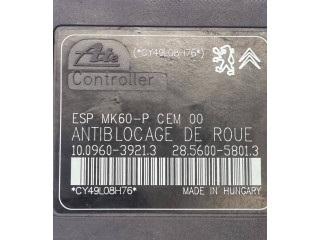 Ate (*CY49L08H76*)
Controller
ESP MK60-P CEM 00
ANTIBLOCAGE DE ROUE
10.0960-3921.3 28.5600-5801.3
*CY49L08H76* MADE IN HUNGARY